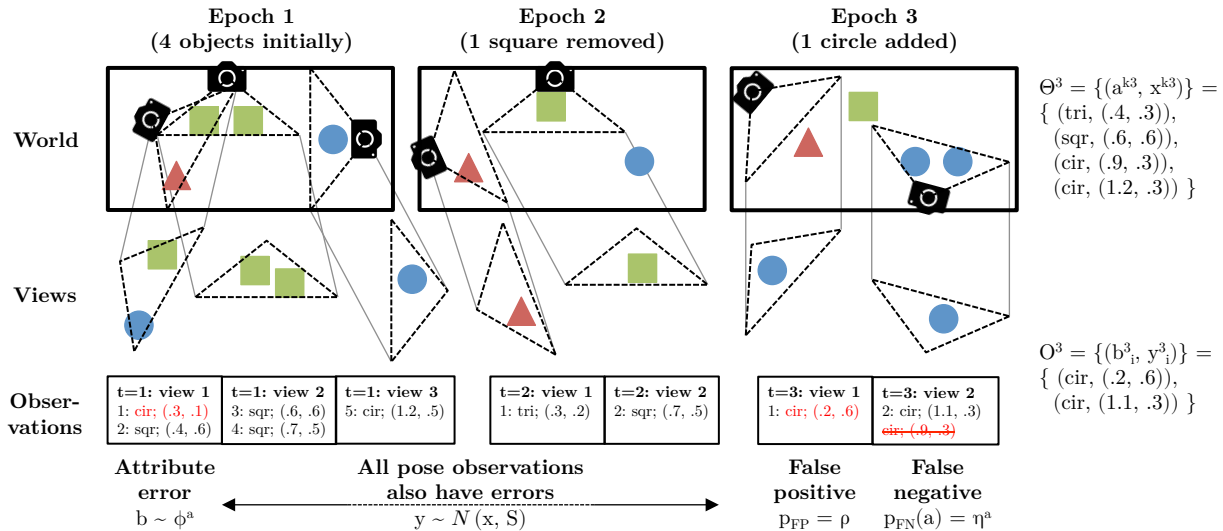 Epoch 1
(4 objects initially)
Epoch 2
(1 square removed)
Epoch 3
(1 circle added)
World
Θ³ = {(aᵏ³, xᵏ³)} =
{ (tri, (.4, .3)),
(sqr, (.6, .6)),
(cir, (.9, .3)),
(cir, (1.2, .3)) }
Views
O³ = {(b³ᵢ, y³ᵢ)} =
{ (cir, (.2, .6)),
(cir, (1.1, .3)) }
Obser-
vations
t=1: view 1
1: cir; (.3, .1)
2: sqr; (.4, .6)
t=1: view 2
3: sqr; (.6, .6)
4: sqr; (.7, .5)
t=1: view 3
5: cir; (1.2, .5)
t=2: view 1
1: tri; (.3, .2)
t=2: view 2
2: sqr; (.7, .5)
t=3: view 1
1: cir; (.2, .6)
t=3: view 2
2: cir; (1.1, .3)
cir; (.9, .3)
Attribute
error
b ~ ϕᵃ
All pose observations
also have errors
y ~ N (x, S)
False
positive
p_FP = ρ
False
negative
p_FN(a) = ηᵃ